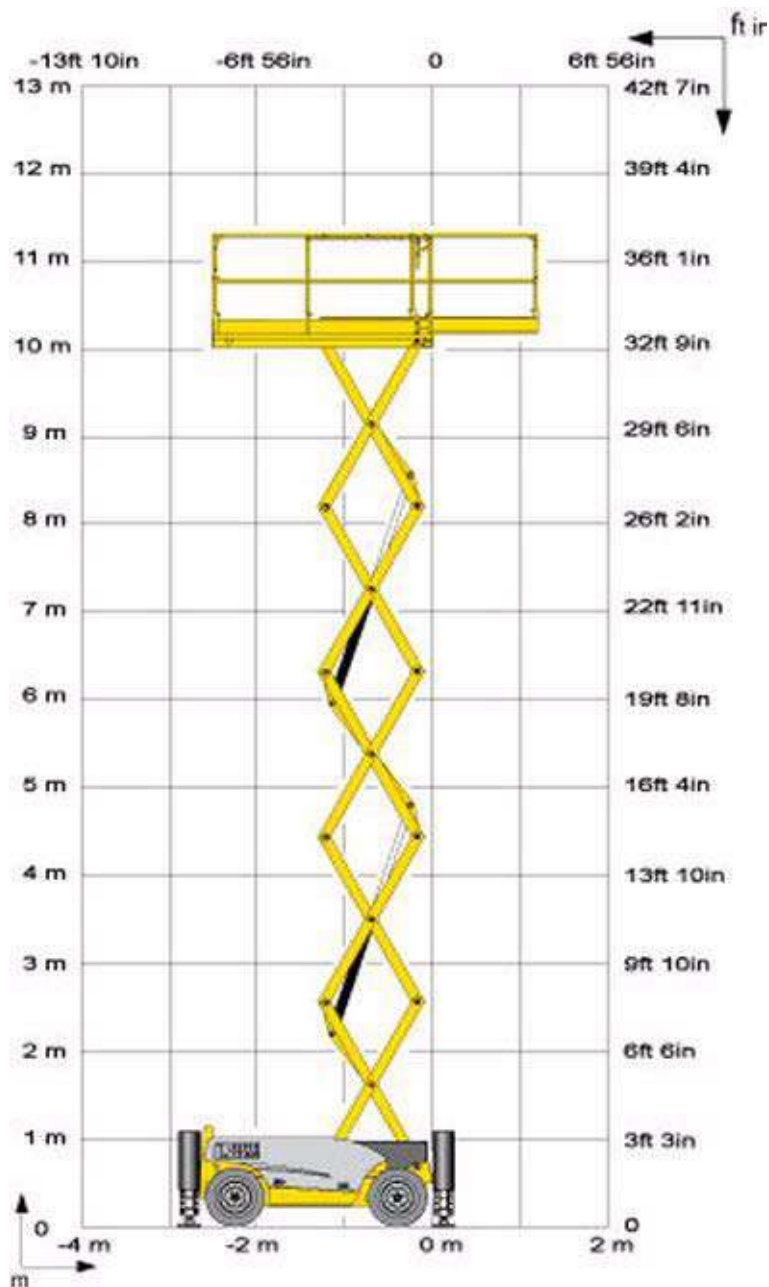 ft in
-13ft 10in -6ft 56in 0 6ft 56in
13 m 42ft 7in
12 m 39ft 4in
11 m 36ft 1in
10 m 32ft 9in
9 m 29ft 6in
8 m 26ft 2in
7 m 22ft 11in
6 m 19ft 8in
5 m 16ft 4in
4 m 13ft 10in
3 m 9ft 10in
2 m 6ft 6in
1 m 3ft 3in
0 0
-4 m -2 m 0 m 2 m
m